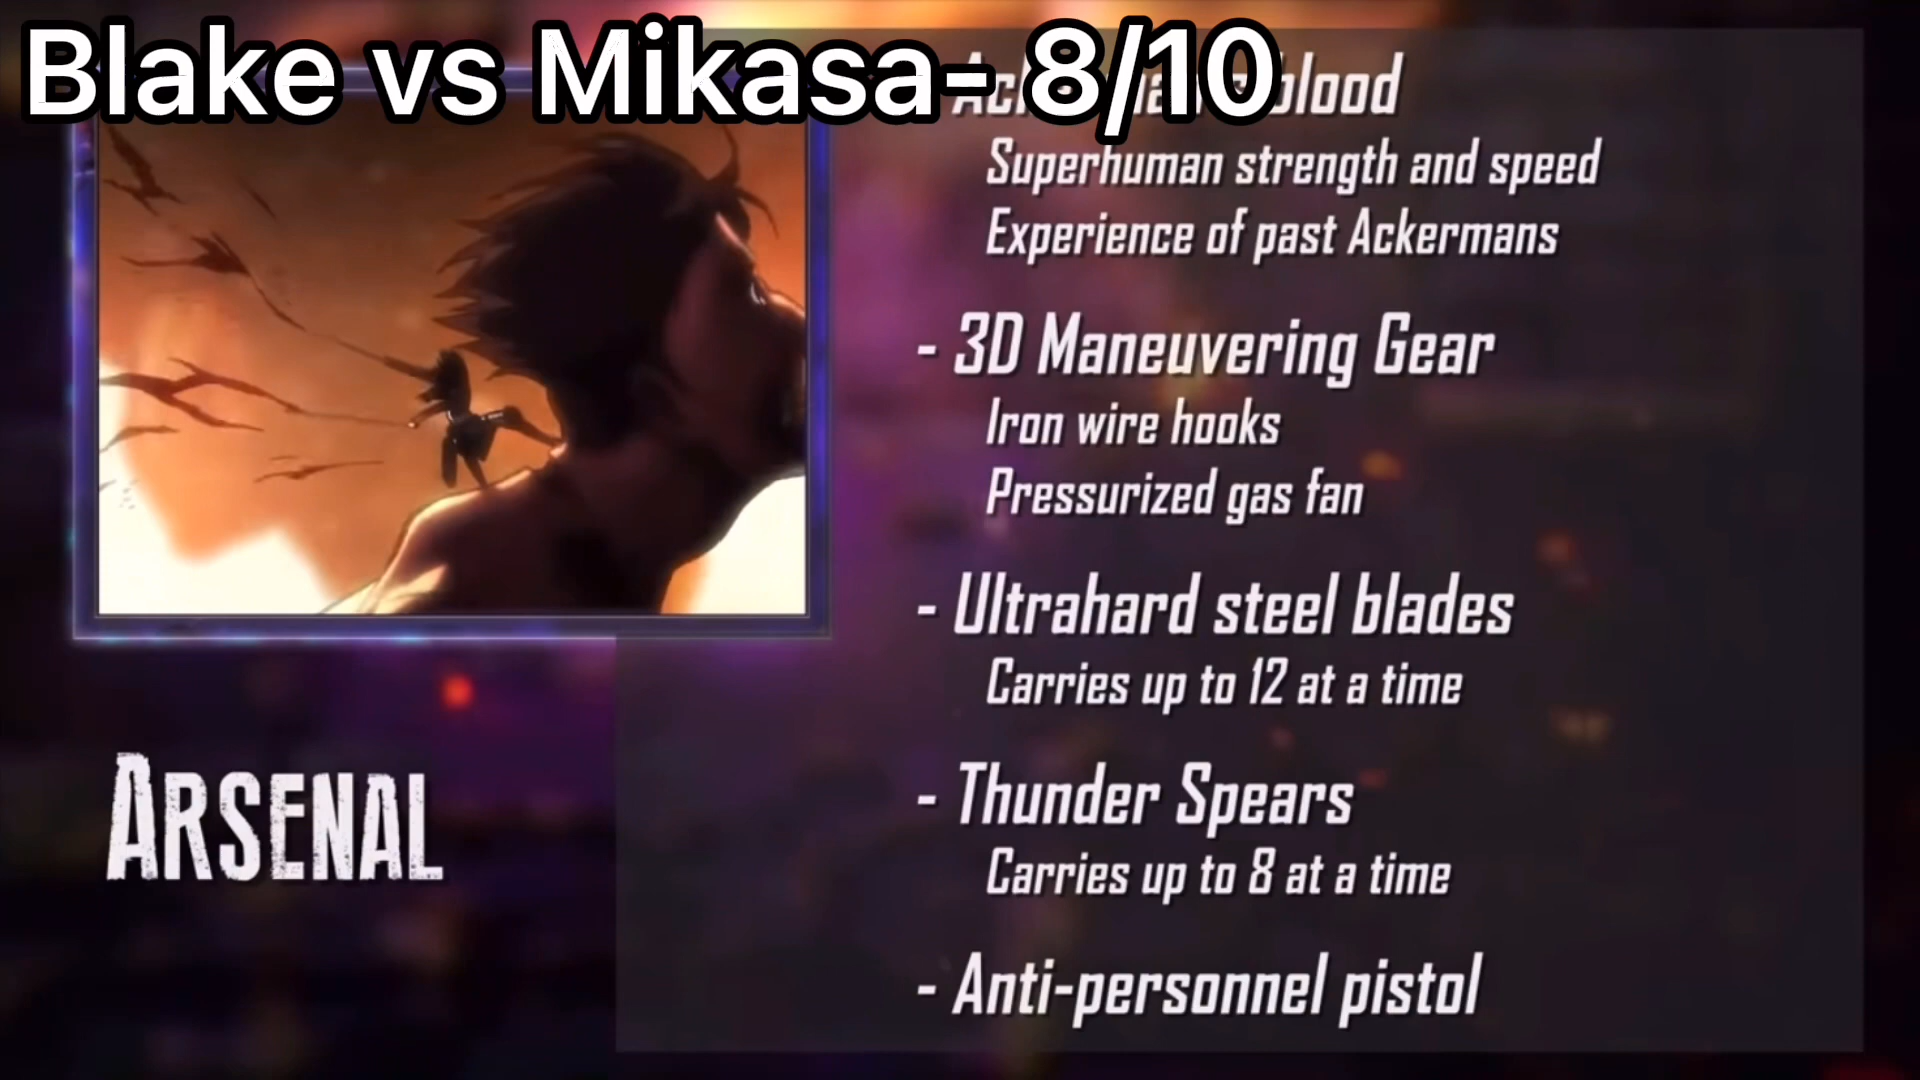 Blake vs Mikasa- 8/10
blood
Superhuman strength and speed
Experience of past Ackermans
- 3D Maneuvering Gear
Iron wire hooks
Pressurized gas fan
- Ultrahard steel blades
Carries up to 12 at a time
- Thunder Spears
Carries up to 8 at a time
- Anti-personnel pistol
Arsenal